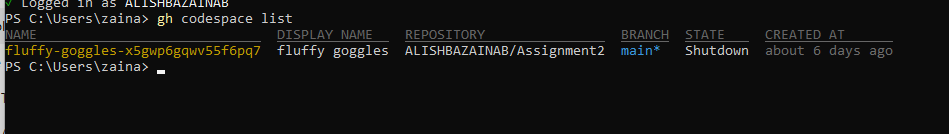 ✓ Logged in as ALISHBAZAINAB
PS C:\Users\zaina> gh codespace list
NAME DISPLAY NAME REPOSITORY BRANCH STATE CREATED AT
fluffy-goggles-x5gwp6gqwv55f6pq7 fluffy goggles ALISHBAZAINAB/Assignment2 main* Shutdown about 6 days ago
PS C:\Users\zaina>